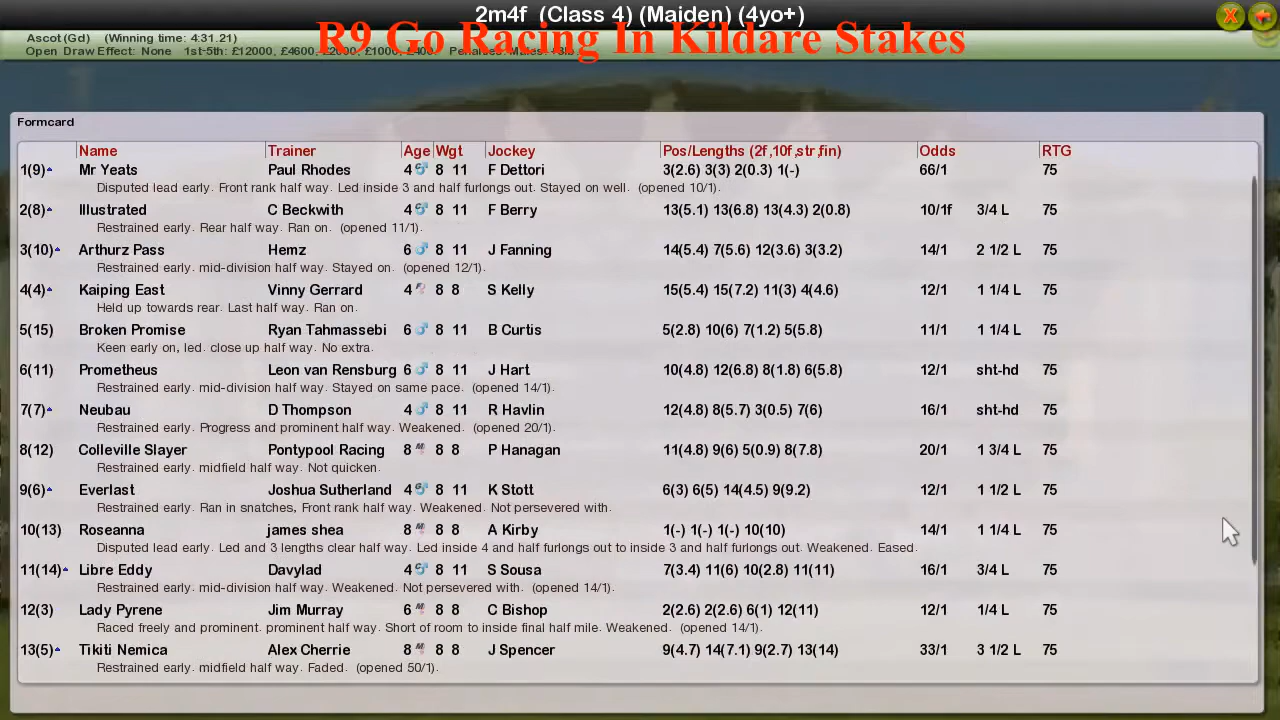 2m4f (Class 4) (Maiden) (4yo+)
R9 Go Racing In Kildare Stakes
Ascot(Gd) (Winning time: 4:31.21)
Open Draw Effect: None 1st-5th: £12000, £4600, £2000, £1000, £400 Penalties: Males: +3lb
Formcard
Name Trainer Age Wgt Jockey Pos/Lengths (2f,10f,str,fin) Odds RTG
1(9) Mr Yeats Paul Rhodes 4 8 11 F Dettori 3(2.6) 3(3) 2(0.3) 1(-) 66/1 75
Disputed lead early. Front rank half way. Led inside 3 and half furlongs out. Stayed on well. (opened 10/1).
2(8) Illustrated C Beckwith 4 8 11 F Berry 13(5.1) 13(6.8) 13(4.3) 2(0.8) 10/1f 3/4 L 75
Restrained early. Rear half way. Ran on. (opened 11/1).
3(10) Arthurz Pass Hemz 6 8 11 J Fanning 14(5.4) 7(5.6) 12(3.6) 3(3.2) 14/1 2 1/2 L 75
Restrained early. mid-division half way. Stayed on. (opened 12/1).
4(4) Kaiping East Vinny Gerrard 4 8 8 S Kelly 15(5.4) 15(7.2) 11(3) 4(4.6) 12/1 1 1/4 L 75
Held up towards rear. Last half way. Ran on.
5(15) Broken Promise Ryan Tahmassebi 6 8 11 B Curtis 5(2.8) 10(6) 7(1.2) 5(5.8) 11/1 1 1/4 L 75
Keen early on, led. close up half way. No extra.
6(11) Prometheus Leon van Rensburg 6 8 11 J Hart 10(4.8) 12(6.8) 8(1.8) 6(5.8) 12/1 sht-hd 75
Restrained early. mid-division half way. Stayed on same pace. (opened 14/1).
7(7) Neubau D Thompson 4 8 11 R Havlin 12(4.8) 8(5.7) 3(0.5) 7(6) 16/1 sht-hd 75
Restrained early. Progress and prominent half way. Weakened. (opened 20/1).
8(12) Colleville Slayer Pontypool Racing 8 8 8 P Hanagan 11(4.8) 9(6) 5(0.9) 8(7.8) 20/1 1 3/4 L 75
Restrained early. midfield half way. Not quicken.
9(6) Everlast Joshua Sutherland 4 8 11 K Stott 6(3) 6(5) 14(4.5) 9(9.2) 12/1 1 1/2 L 75
Restrained early. Ran in snatches, Front rank half way. Weakened. Not persevered with.
10(13) Roseanna james shea 8 8 8 A Kirby 1(-) 1(-) 1(-) 10(10) 14/1 1 1/4 L 75
Disputed lead early. Led and 3 lengths clear half way. Led inside 4 and half furlongs out to inside 3 and half furlongs out. Weakened. Eased.
11(14) Libre Eddy Davylad 4 8 11 S Sousa 7(3.4) 11(6) 10(2.8) 11(11) 16/1 3/4 L 75
Restrained early. mid-division half way. Weakened. Not persevered with. (opened 14/1).
12(3) Lady Pyrene Jim Murray 6 8 8 C Bishop 2(2.6) 2(2.6) 6(1) 12(11) 12/1 1/4 L 75
Raced freely and prominent. prominent half way. Short of room to inside final half mile. Weakened. (opened 14/1).
13(5) Tikiti Nemica Alex Cherrie 8 8 8 J Spencer 9(4.7) 14(7.1) 9(2.7) 13(14) 33/1 3 1/2 L 75
Restrained early. midfield half way. Faded. (opened 50/1).